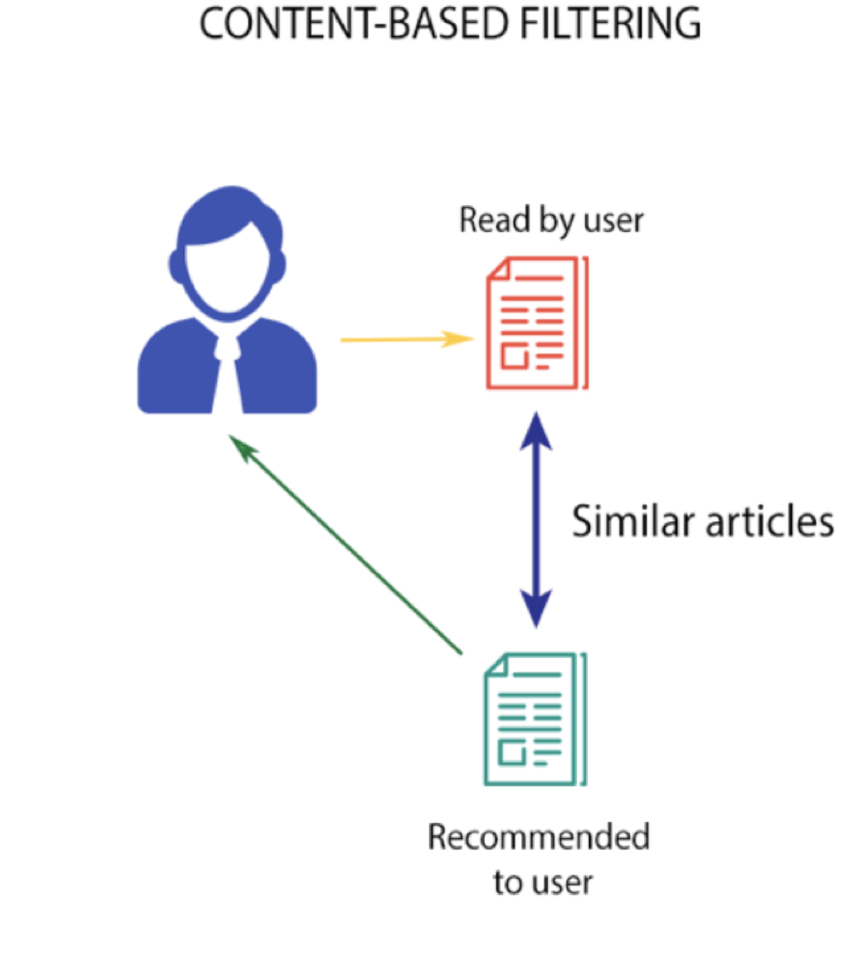 CONTENT-BASED FILTERING
Read by user
Similar articles
Recommended
to user